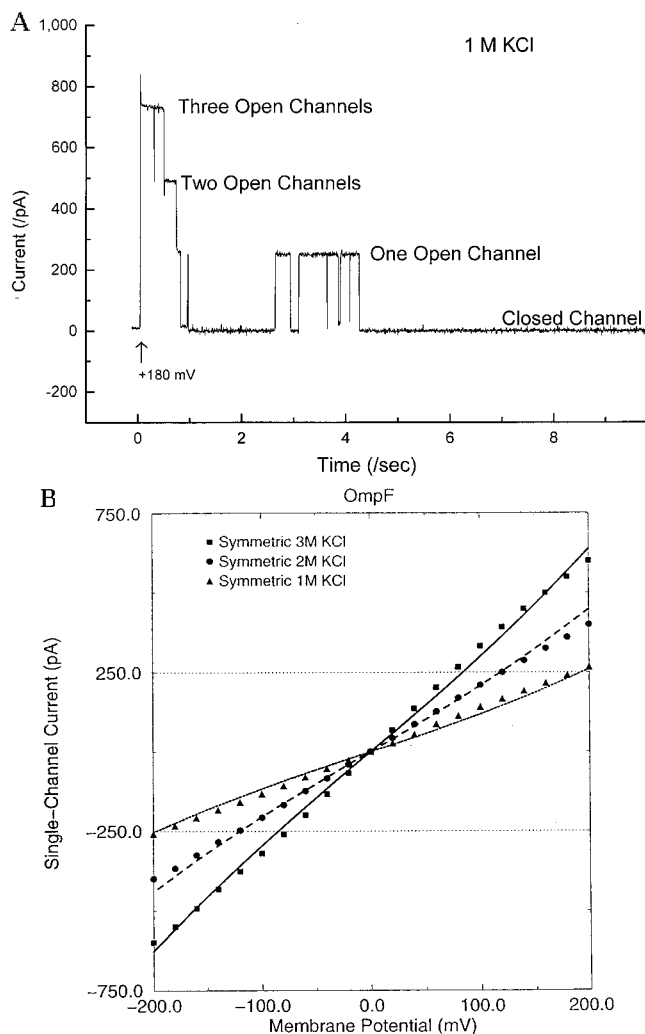 A
1 M KCl
1,000
800
600
400
200
0
-200
Current (/pA)
Three Open Channels
Two Open Channels
One Open Channel
Closed Channel
+180 mV
0 2 4 6 8
Time (/sec)
B
OmpF
750.0
250.0
−250.0
−750.0
Single−Channel Current (pA)
Symmetric 3M KCl
Symmetric 2M KCl
Symmetric 1M KCl
−200.0 −100.0 0.0 100.0 200.0
Membrane Potential (mV)